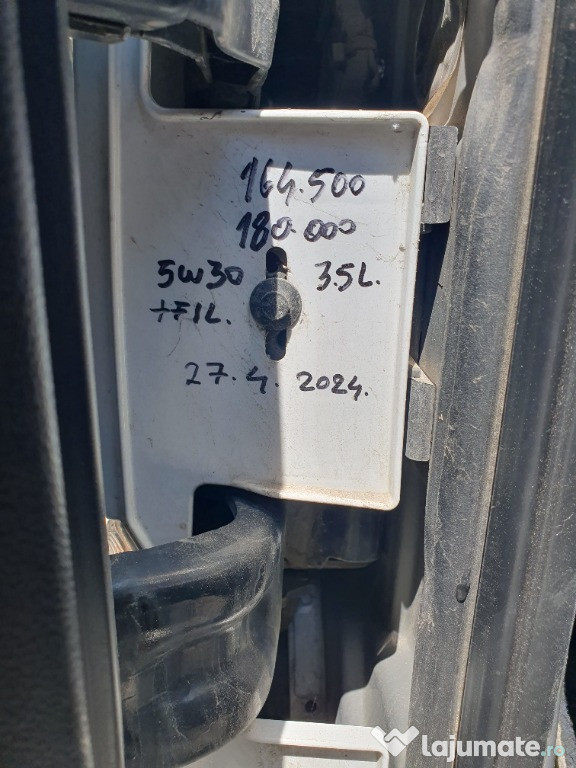 164.500
180.000
5W30 3.5L.
+FIL.
27.4.2024.
lajumate.ro